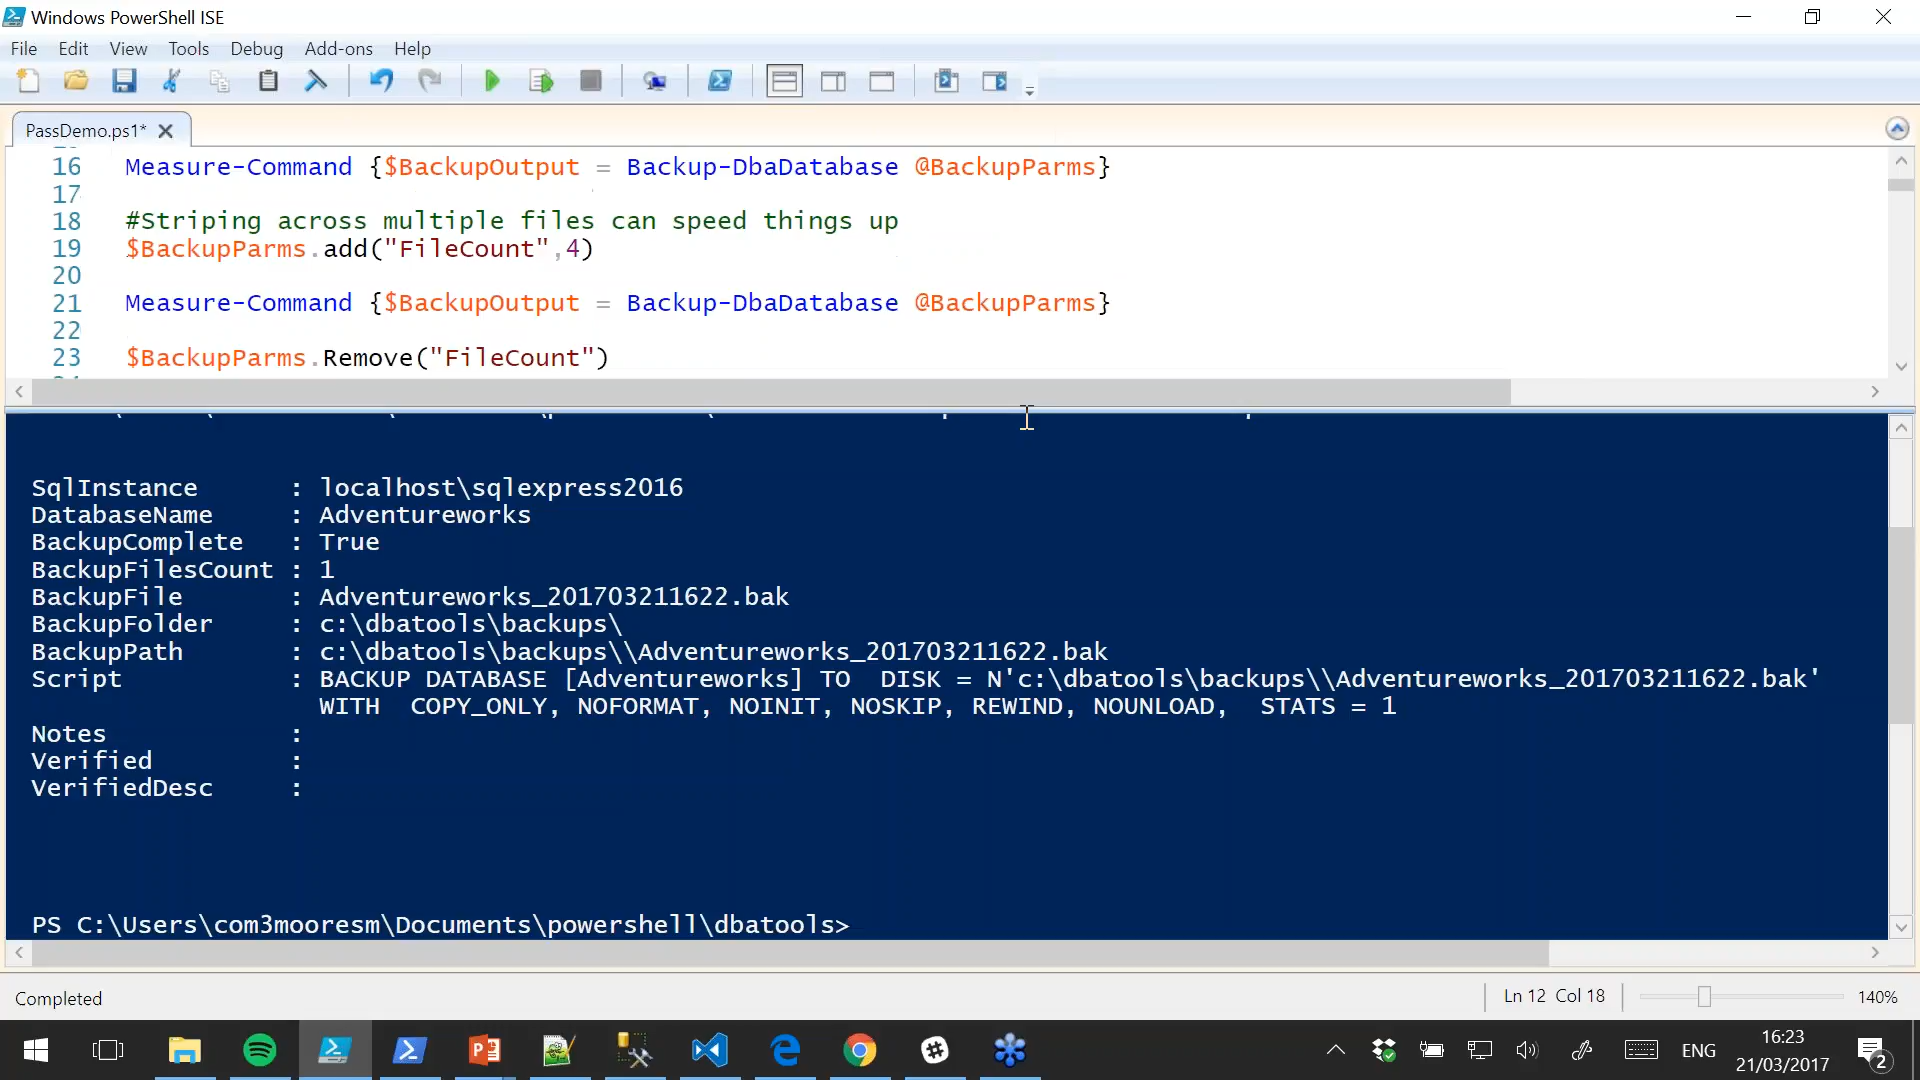 Windows PowerShell ISE
File Edit View Tools Debug Add-ons Help
PassDemo.ps1*
16 Measure-Command {$BackupOutput = Backup-DbaDatabase @BackupParms}
17
18 #Striping across multiple files can speed things up
19 $BackupParms.add("FileCount",4)
20
21 Measure-Command {$BackupOutput = Backup-DbaDatabase @BackupParms}
22
23 $BackupParms.Remove("FileCount")
SqlInstance : localhost\sqlexpress2016
DatabaseName : Adventureworks
BackupComplete : True
BackupFilesCount : 1
BackupFile : Adventureworks_201703211622.bak
BackupFolder : c:\dbatools\backups\
BackupPath : c:\dbatools\backups\\Adventureworks_201703211622.bak
Script : BACKUP DATABASE [Adventureworks] TO  DISK = N'c:\dbatools\backups\\Adventureworks_201703211622.bak'
WITH  COPY_ONLY, NOFORMAT, NOINIT, NOSKIP, REWIND, NOUNLOAD,  STATS = 1
Notes :
Verified :
VerifiedDesc :
PS C:\Users\com3mooresm\Documents\powershell\dbatools>
Completed
Ln 12 Col 18
140%
ENG
16:23
21/03/2017
2